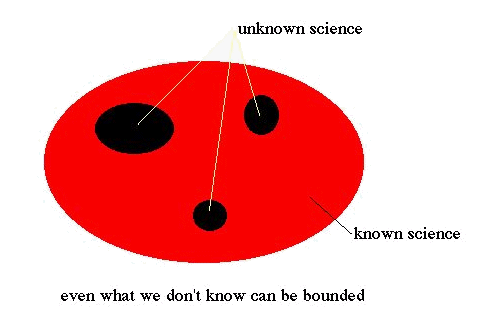 unknown science
known science
even what we don't know can be bounded